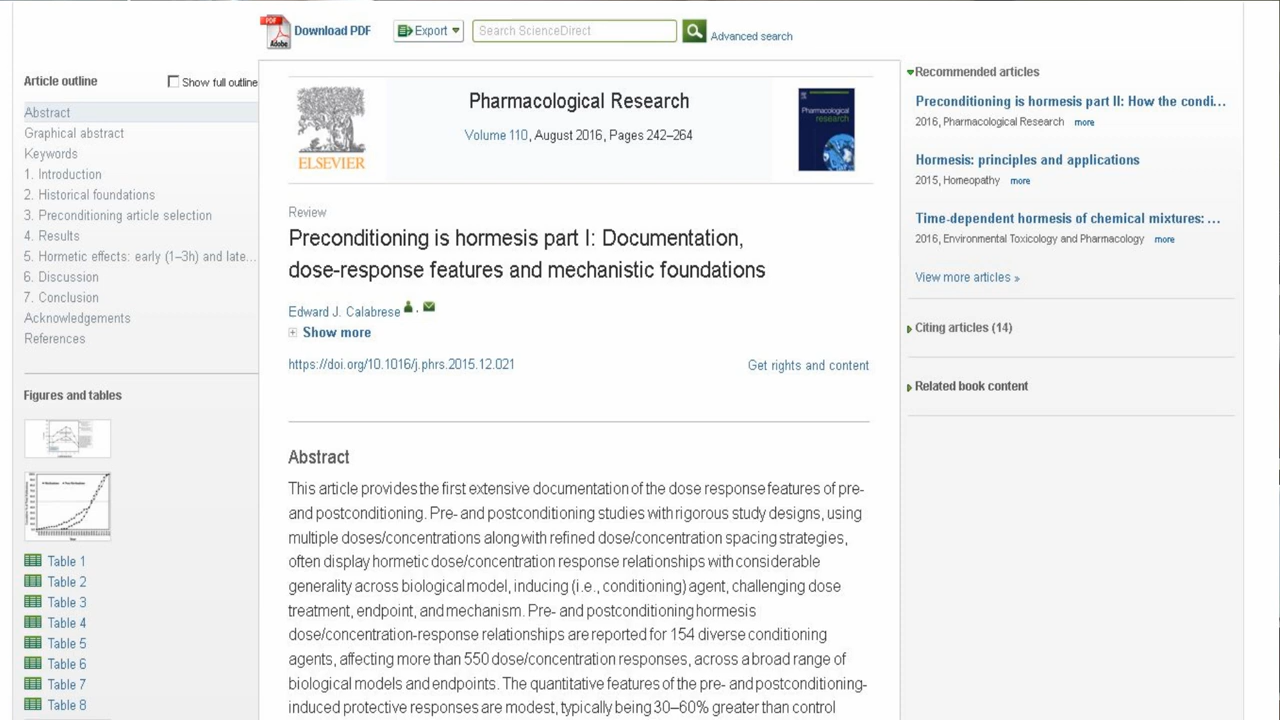 Download PDF
Export
Search ScienceDirect
Advanced search
Article outline
Show full outline
Abstract
Graphical abstract
Keywords
1. Introduction
2. Historical foundations
3. Preconditioning article selection
4. Results
5. Hormetic effects: early (1–3h) and late...
6. Discussion
7. Conclusion
Acknowledgements
References
Figures and tables
Table 1
Table 2
Table 3
Table 4
Table 5
Table 6
Table 7
Table 8
ELSEVIER
Pharmacological Research
Volume 110, August 2016, Pages 242–264
Pharmacological
research
Review
Preconditioning is hormesis part I: Documentation,
dose-response features and mechanistic foundations
Edward J. Calabrese
Show more
https://doi.org/10.1016/j.phrs.2015.12.021
Get rights and content
Abstract
This article provides the first extensive documentation of the dose response features of pre-
and postconditioning. Pre- and postconditioning studies with rigorous study designs, using
multiple doses/concentrations along with refined dose/concentration spacing strategies,
often display hormetic dose/concentration response relationships with considerable
generality across biological model, inducing (i.e., conditioning) agent, challenging dose
treatment, endpoint, and mechanism. Pre- and postconditioning hormesis
dose/concentration-response relationships are reported for 154 diverse conditioning
agents, affecting more than 550 dose/concentration responses, across a broad range of
biological models and endpoints. The quantitative features of the pre- and postconditioning-
induced protective responses are modest, typically being 30–60% greater than control
Recommended articles
Preconditioning is hormesis part II: How the condi...
2016, Pharmacological Research more
Hormesis: principles and applications
2015, Homeopathy more
Time-dependent hormesis of chemical mixtures: ...
2016, Environmental Toxicology and Pharmacology more
View more articles »
Citing articles (14)
Related book content